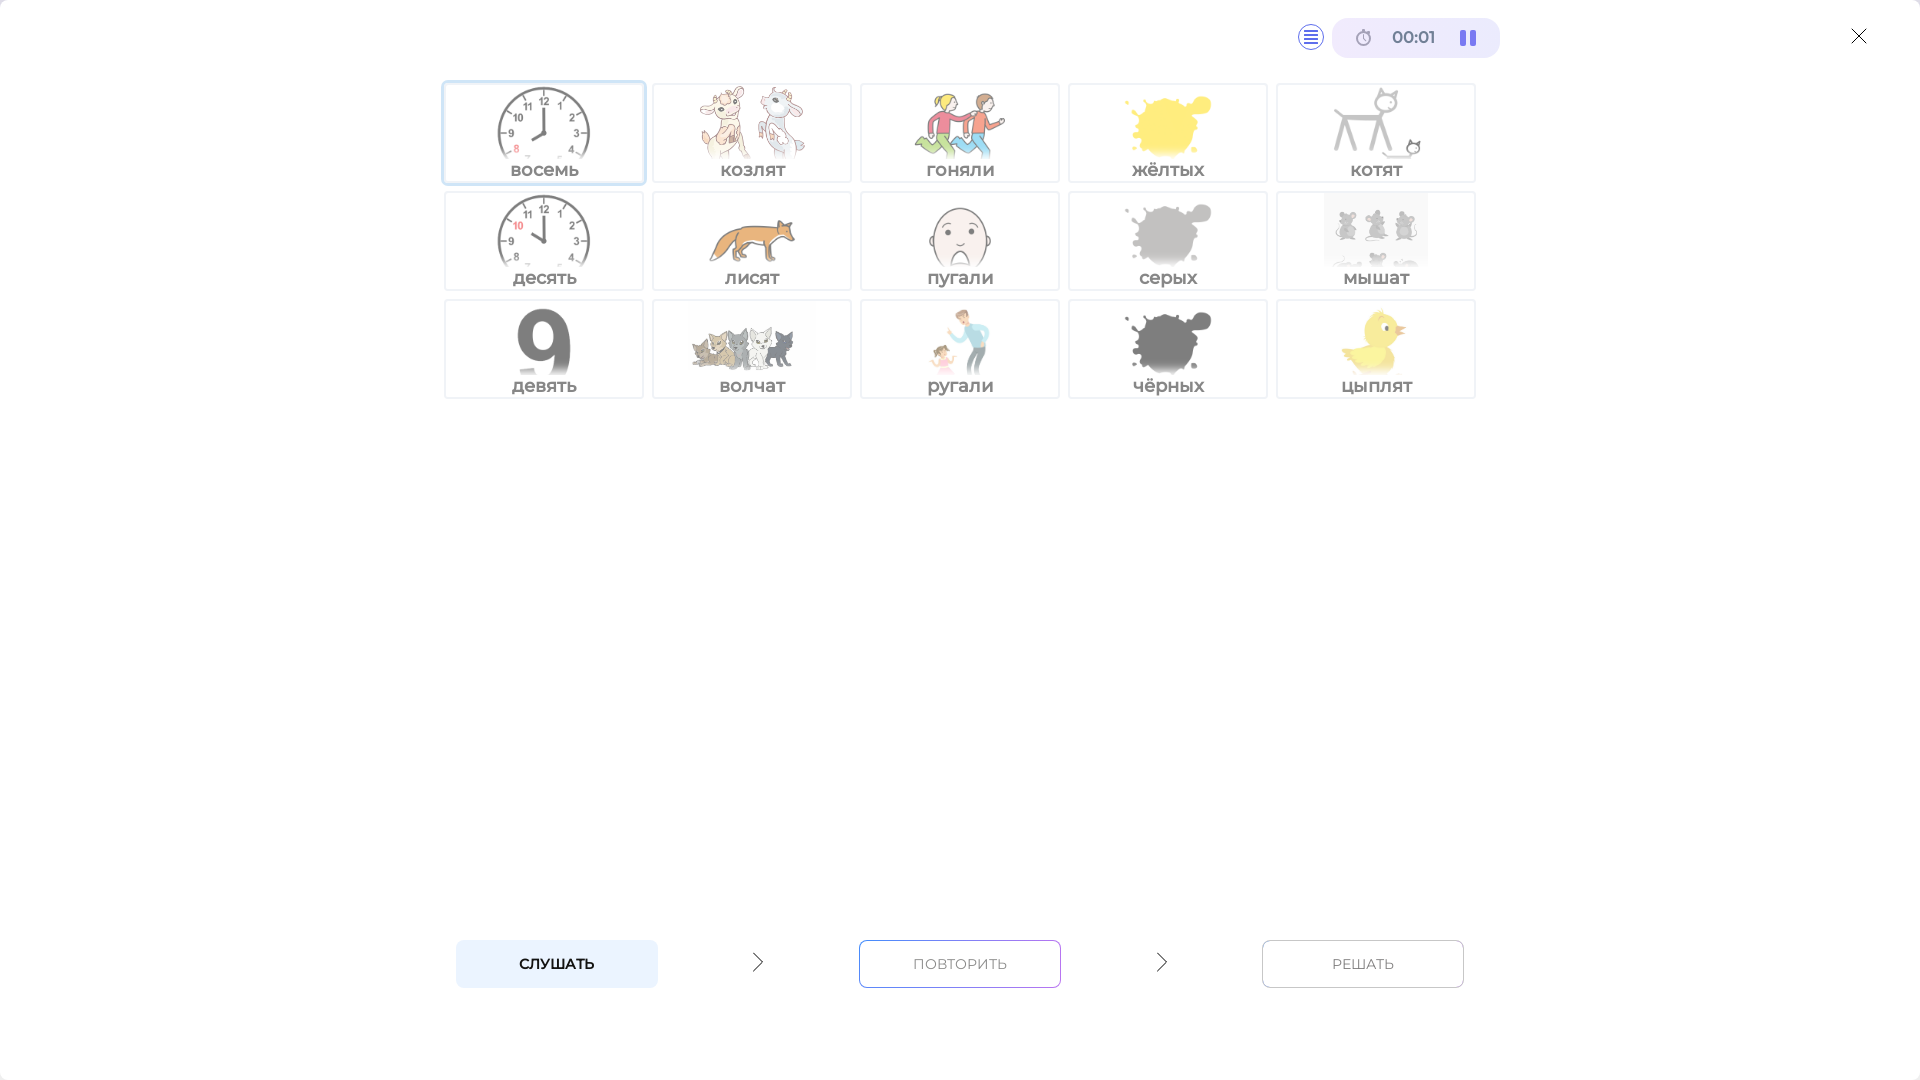 00:01
восемь
козлят
гоняли
жёлтых
котят
десять
лисят
пугали
серых
мышат
9
девять
волчат
ругали
чёрных
цыплят
СЛУШАТЬ
ПОВТОРИТЬ
РЕШАТЬ